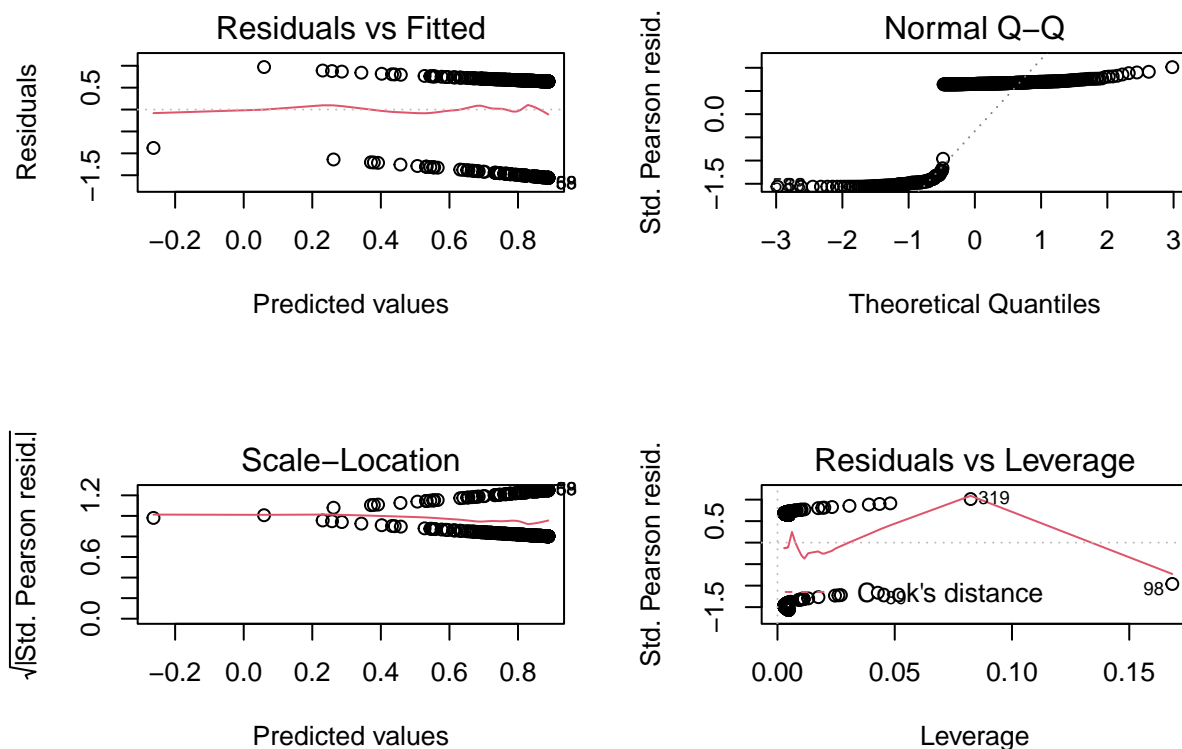 Residuals vs Fitted
Residuals
−1.5
0.5
−0.2
0.0
0.2
0.4
0.6
0.8
Predicted values
Normal Q−Q
Std. Pearson resid.
−1.5
0.0
−3
−2
−1
0
1
2
3
Theoretical Quantiles
Scale−Location
√|Std. Pearson resid.|
0.0
0.6
1.2
−0.2
0.0
0.2
0.4
0.6
0.8
Predicted values
Residuals vs Leverage
Std. Pearson resid.
−1.5
0.5
319
98
Cook's distance
0.00
0.05
0.10
0.15
Leverage